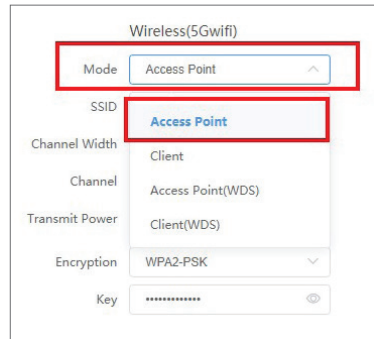 Wireless(5Gwifi)
Mode Access Point
SSID
Access Point
Channel Width
Client
Channel
Access Point(WDS)
Transmit Power
Client(WDS)
Encryption WPA2-PSK
Key •••••••••••••